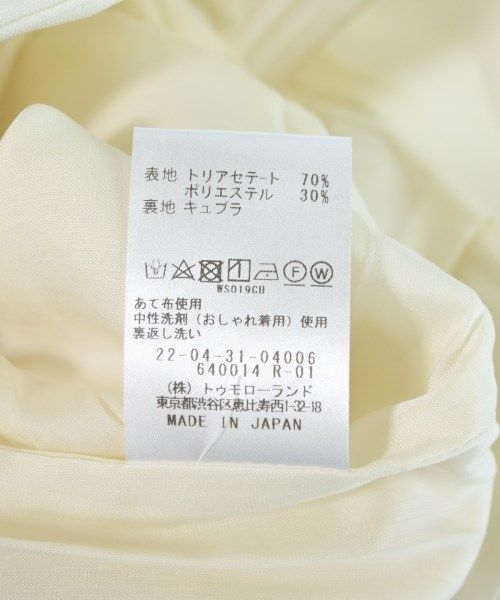 表地 トリアセテート 70%
ポリエステル 30%
裏地 キュプラ
F W
WS019CU
あて布使用
中性洗剤（おしゃれ着用）使用
裏返し洗い
22-04-31-04006
640014 R-01
（株）トゥモローランド
東京都渋谷区恵比寿西1-32-18
MADE IN JAPAN